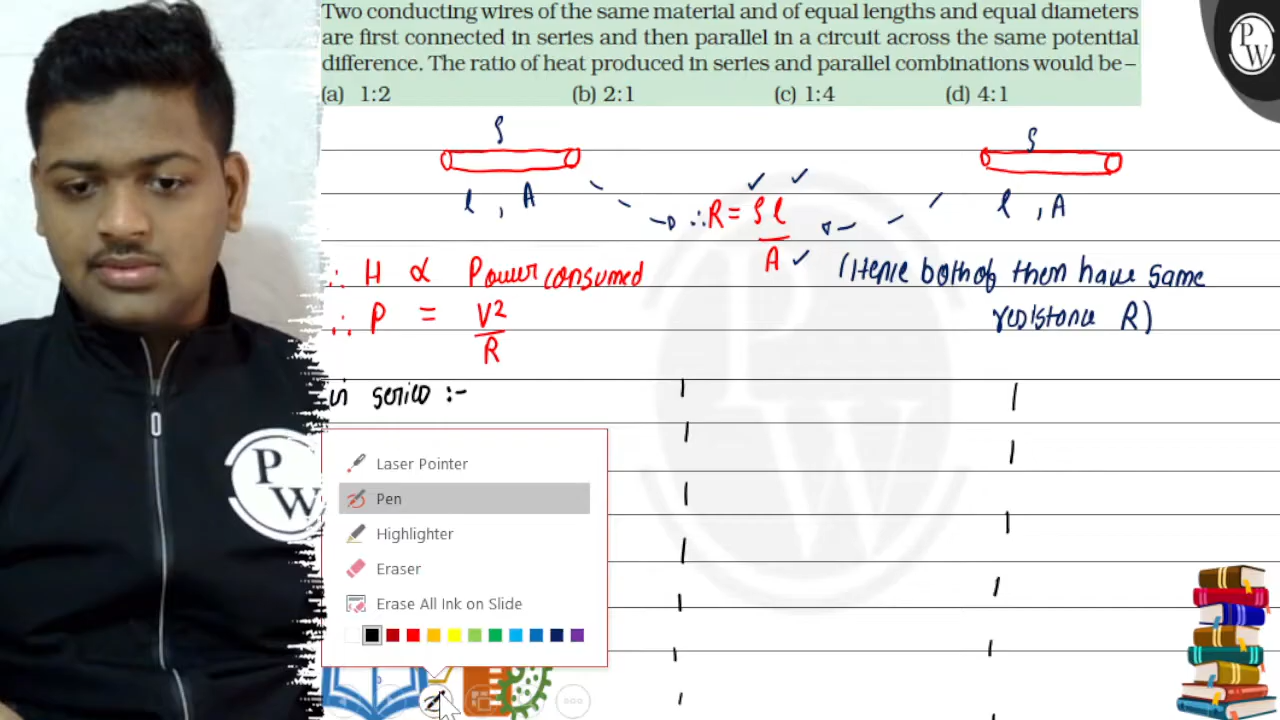 Two conducting wires of the same material and of equal lengths and equal diameters
are first connected in series and then parallel in a circuit across the same potential
difference. The ratio of heat produced in series and parallel combinations would be –
(a) 1:2 (b) 2:1 (c) 1:4 (d) 4:1
P
W
ρ
ρ
l , A
l , A
∴ R = ρl
A
∴ H ∝ Power consumed
(Hence both of them have same
resistance R)
∴ P = V2
R
in series :-
P
W
Laser Pointer
Pen
Highlighter
Eraser
Erase All Ink on Slide